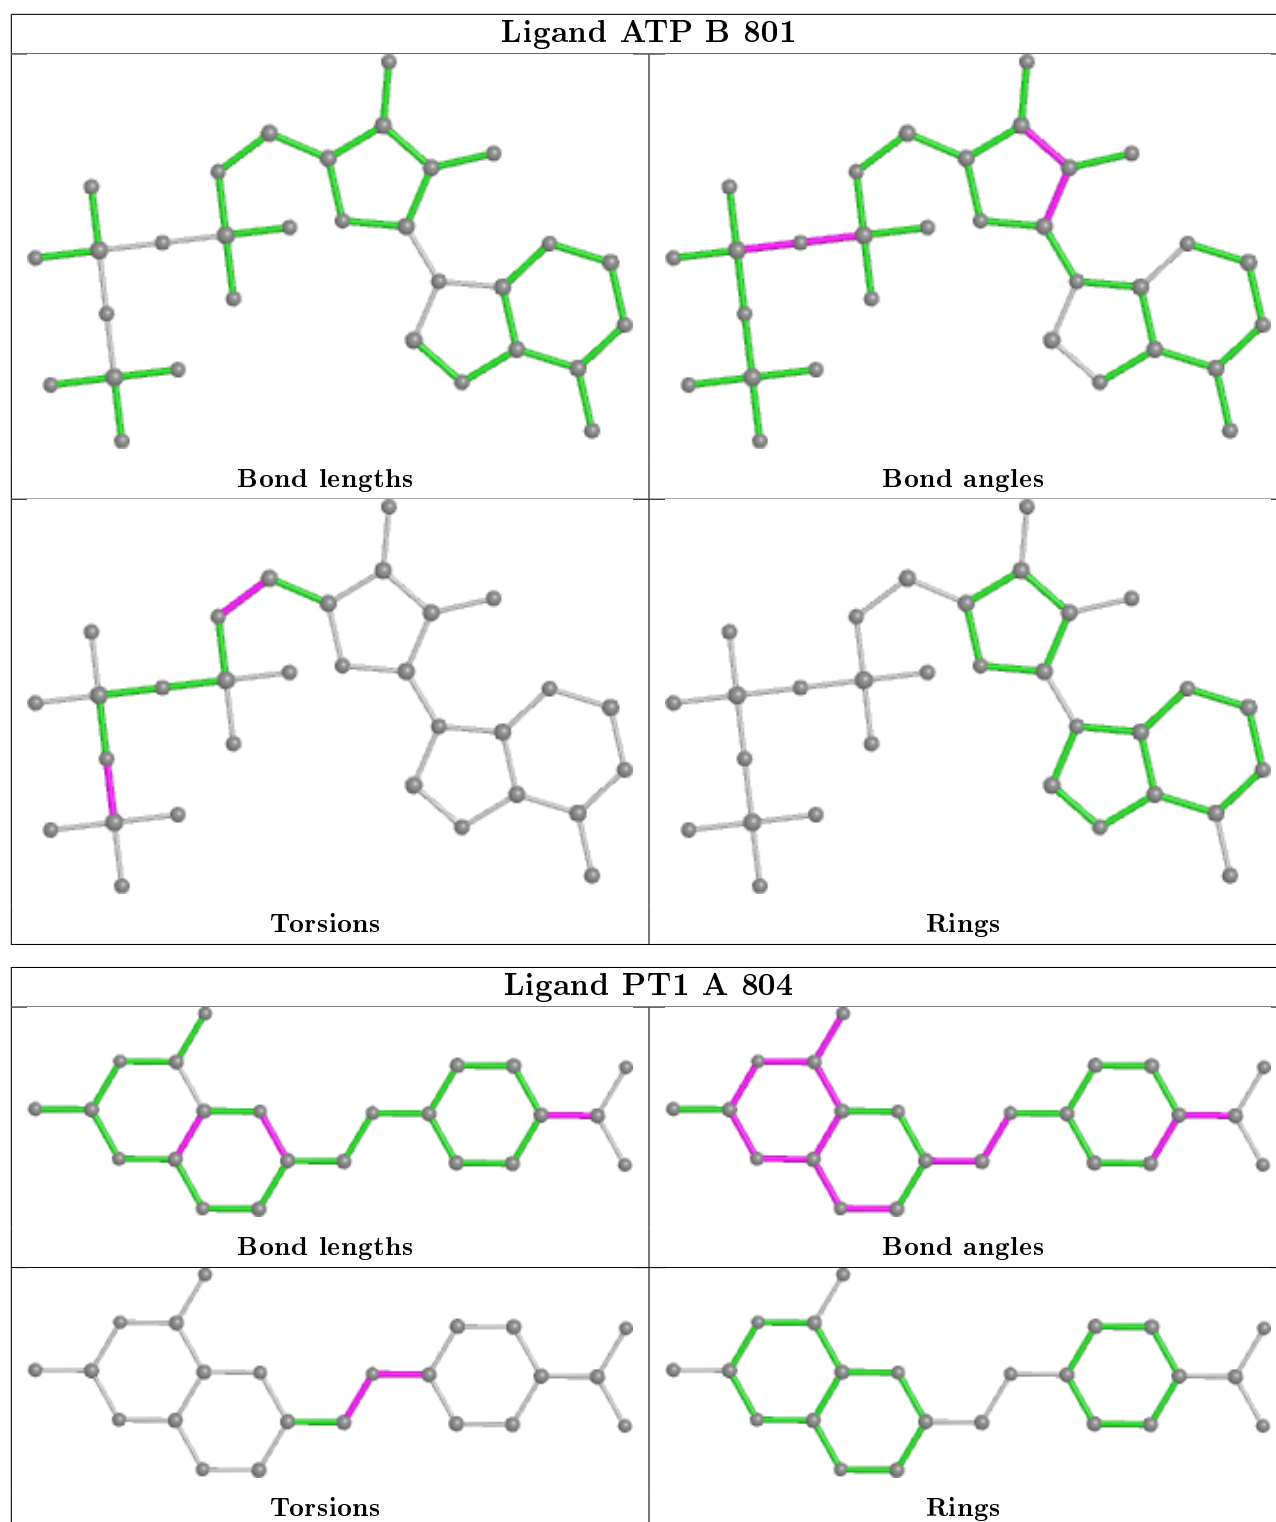 Ligand ATP B 801
Bond lengths
Bond angles
Torsions
Rings
Ligand PT1 A 804
Bond lengths
Bond angles
Torsions
Rings